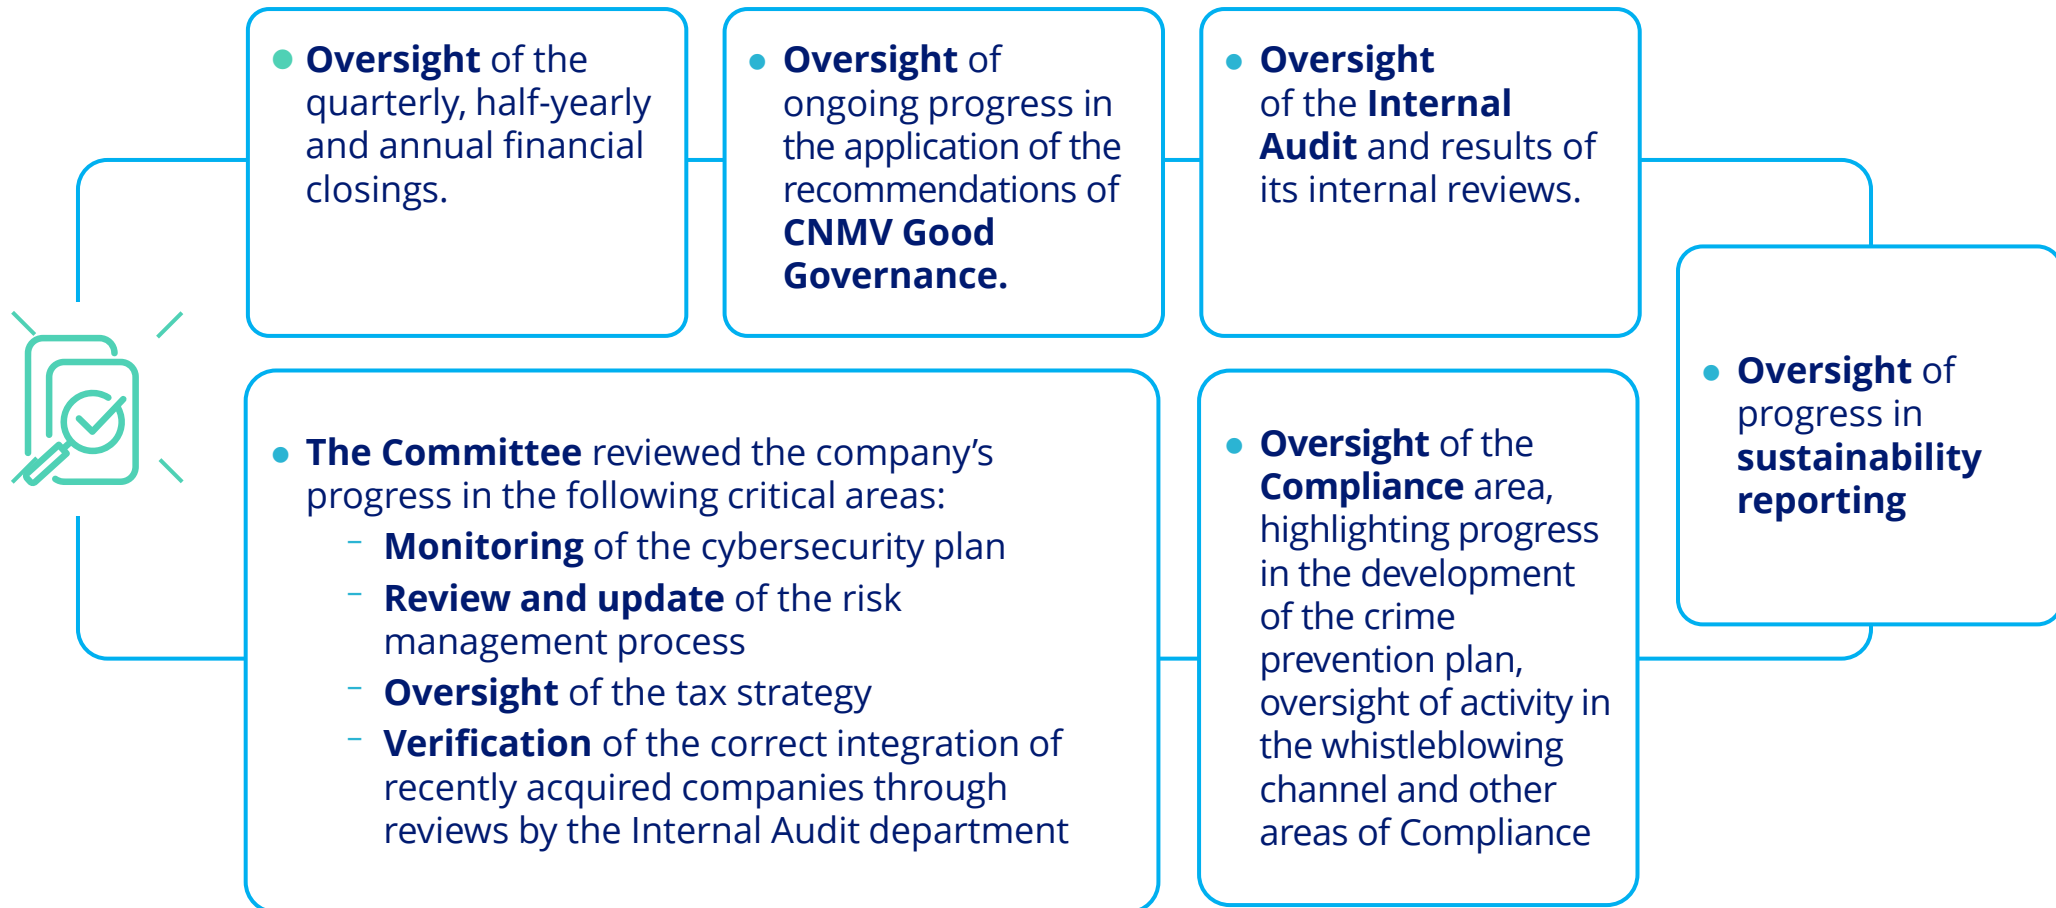 Oversight of the
quarterly, half-yearly
and annual financial
closings.
Oversight of
ongoing progress in
the application of the
recommendations of
CNMV Good
Governance.
Oversight
of the Internal
Audit and results of
its internal reviews.
Oversight of
progress in
sustainability
reporting
The Committee reviewed the company’s
progress in the following critical areas:
– Monitoring of the cybersecurity plan
– Review and update of the risk
management process
– Oversight of the tax strategy
– Verification of the correct integration of
recently acquired companies through
reviews by the Internal Audit department
Oversight of the
Compliance area,
highlighting progress
in the development
of the crime
prevention plan,
oversight of activity in
the whistleblowing
channel and other
areas of Compliance